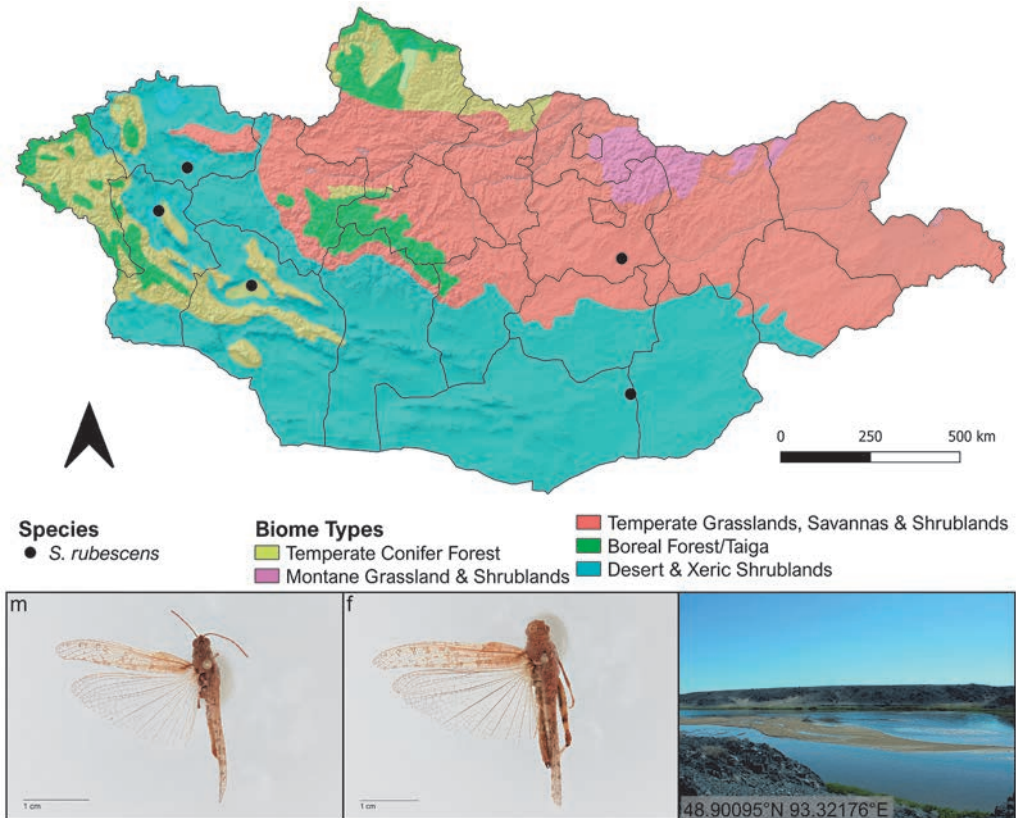 0 250 500 km
Species
S. rubescens
Biome Types
Temperate Conifer Forest
Montane Grassland & Shrublands
Temperate Grasslands, Savannas & Shrublands
Boreal Forest/Taiga
Desert & Xeric Shrublands
m
1 cm
f
1 cm
48.90095°N 93.32176°E